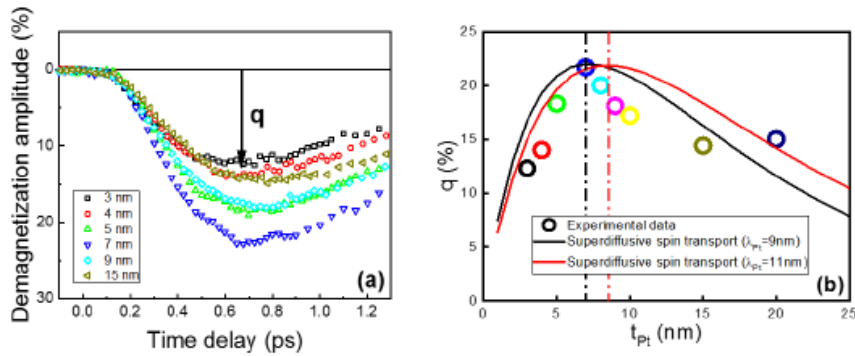 Demagnetization amplitude (%)
0
10
20
30
q
3 nm
4 nm
5 nm
7 nm
9 nm
15 nm
(a)
0.0 0.2 0.4 0.6 0.8 1.0 1.2
Time delay (ps)
(b)
q (%)
25
20
15
10
5
0
Experimental data
Superdiffusive spin transport (λPt=9nm)
Superdiffusive spin transport (λPt=11nm)
(b)
0 5 10 15 20 25
tPt (nm)